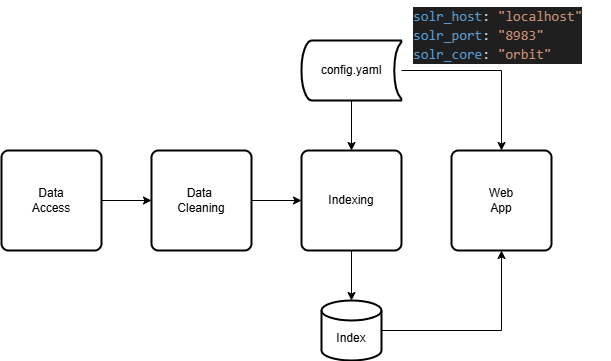 solr_host: "localhost"
solr_port: "8983"
solr_core: "orbit"
config.yaml
Data
Access
Data
Cleaning
Indexing
Web
App
Index